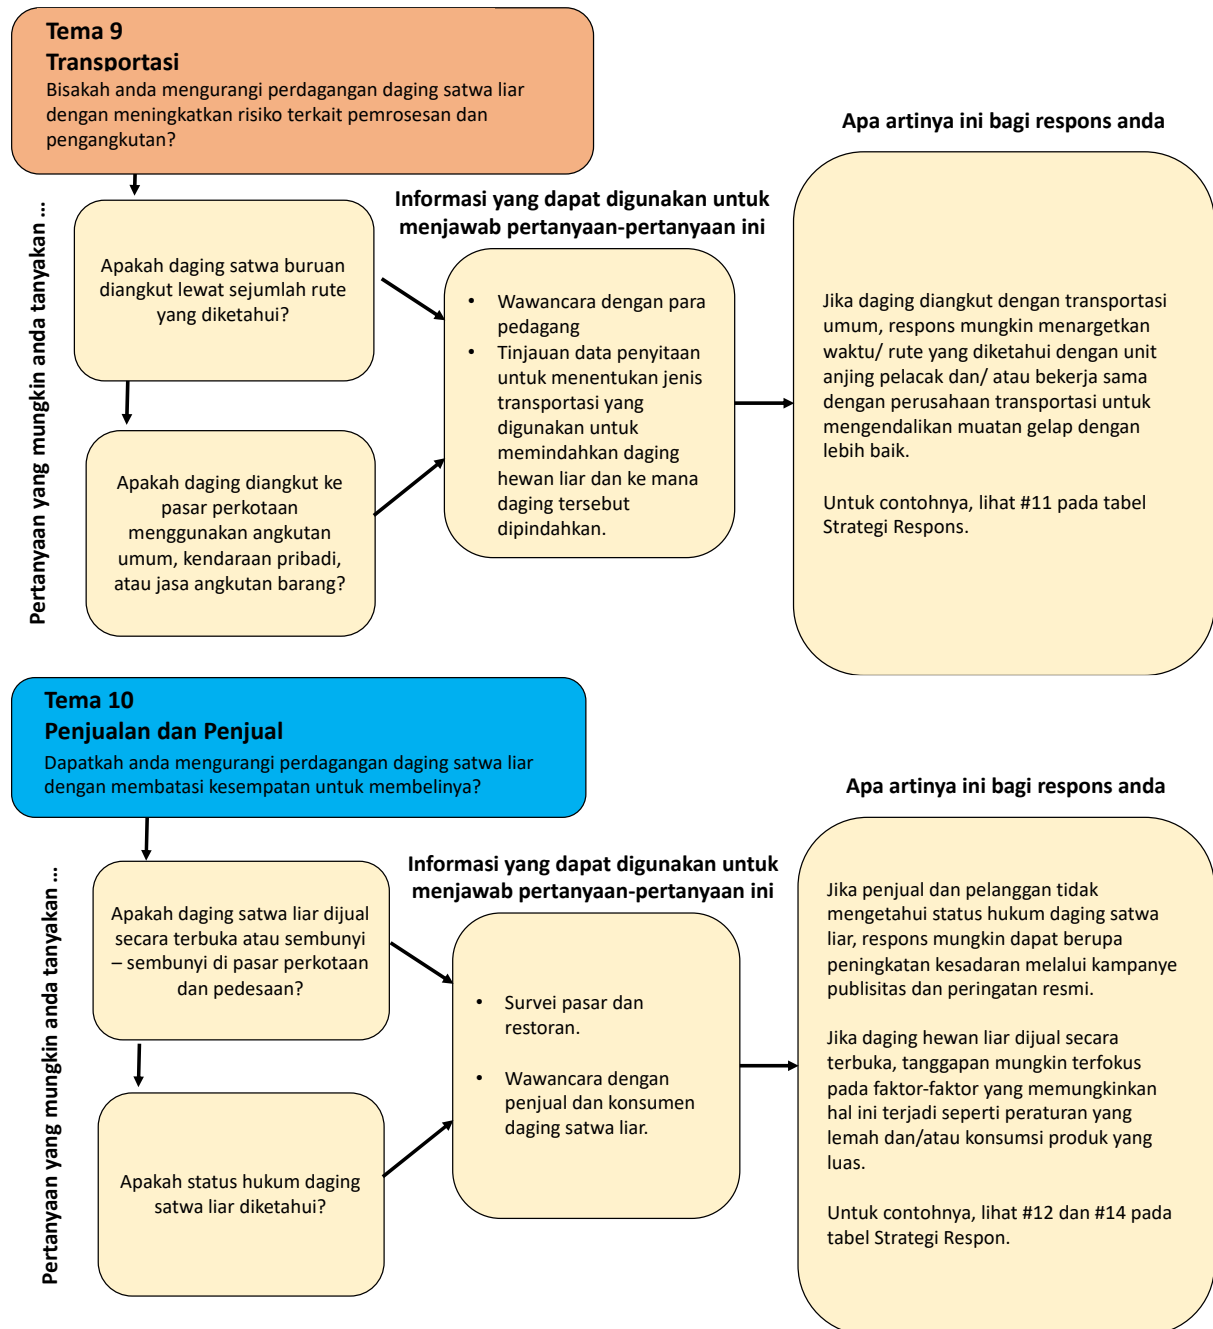 Tema 9
Transportasi
Bisakah anda mengurangi perdagangan daging satwa liar
dengan meningkatkan risiko terkait pemrosesan dan
pengangkutan?
Pertanyaan yang mungkin anda tanyakan ...
Apakah daging satwa buruan
diangkut lewat sejumlah rute
yang diketahui?
Apakah daging diangkut ke
pasar perkotaan
menggunakan angkutan
umum, kendaraan pribadi,
atau jasa angkutan barang?
Informasi yang dapat digunakan untuk
menjawab pertanyaan-pertanyaan ini
• Wawancara dengan para
pedagang
• Tinjauan data penyitaan
untuk menentukan jenis
transportasi yang
digunakan untuk
memindahkan daging
hewan liar dan ke mana
daging tersebut
dipindahkan.
Apa artinya ini bagi respons anda
Jika daging diangkut dengan transportasi
umum, respons mungkin menargetkan
waktu/ rute yang diketahui dengan unit
anjing pelacak dan/ atau bekerja sama
dengan perusahaan transportasi untuk
mengendalikan muatan gelap dengan
lebih baik.
Untuk contohnya, lihat #11 pada tabel
Strategi Respons.
Tema 10
Penjualan dan Penjual
Dapatkah anda mengurangi perdagangan daging satwa liar
dengan membatasi kesempatan untuk membelinya?
Pertanyaan yang mungkin anda tanyakan ...
Apakah daging satwa liar dijual
secara terbuka atau sembunyi
– sembunyi di pasar perkotaan
dan pedesaan?
Apakah status hukum daging
satwa liar diketahui?
Informasi yang dapat digunakan untuk
menjawab pertanyaan-pertanyaan ini
• Survei pasar dan
restoran.
• Wawancara dengan
penjual dan konsumen
daging satwa liar.
Apa artinya ini bagi respons anda
Jika penjual dan pelanggan tidak
mengetahui status hukum daging satwa
liar, respons mungkin dapat berupa
peningkatan kesadaran melalui kampanye
publisitas dan peringatan resmi.
Jika daging hewan liar dijual secara
terbuka, tanggapan mungkin terfokus
pada faktor-faktor yang memungkinkan
hal ini terjadi seperti peraturan yang
lemah dan/atau konsumsi produk yang
luas.
Untuk contohnya, lihat #12 dan #14 pada
tabel Strategi Respon.